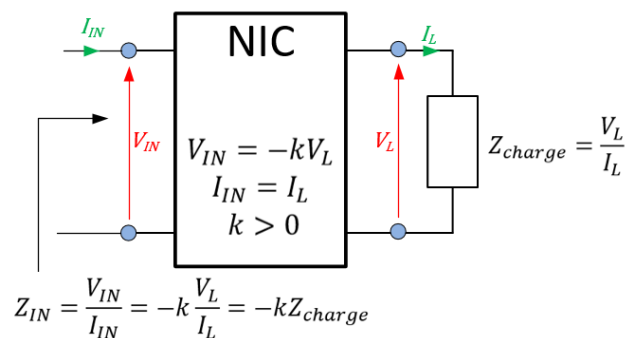 I_IN
NIC
I_L
V_IN
V_IN = −kV_L
I_IN = I_L
k > 0
V_L
Z_charge = V_L / I_L
Z_IN = V_IN / I_IN = −k V_L / I_L = −kZ_charge